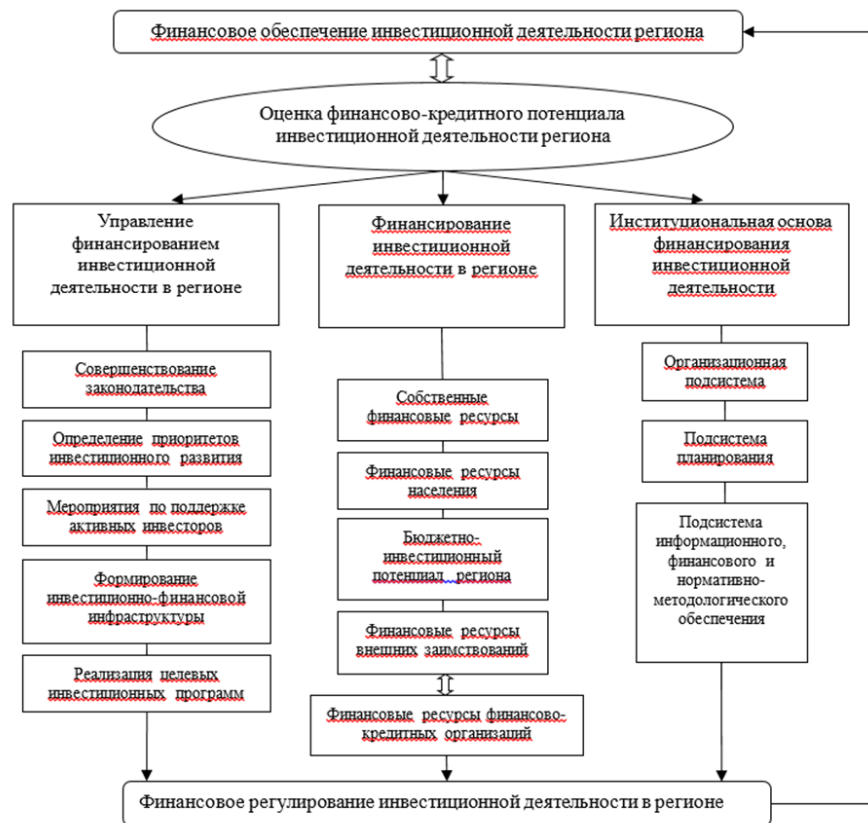 Финансовое обеспечение инвестиционной деятельности региона
Оценка финансово-кредитного потенциала
инвестиционной деятельности региона
Управление
финансированием
инвестиционной
деятельности в регионе
Совершенствование
законодательства
Определение приоритетов
инвестиционного развития
Мероприятия по поддержке
активных инвесторов
Формирование
инвестиционно-финансовой
инфраструктуры
Реализация целевых
инвестиционных программ
Финансирование
инвестиционной
деятельности в регионе
Собственные
финансовые ресурсы
Финансовые ресурсы
населения
Бюджетно-
инвестиционный
потенциал региона
Финансовые ресурсы
внешних заимствований
Финансовые ресурсы финансово-
кредитных организаций
Институциональная основа
финансирования
инвестиционной
деятельности
Организационная
подсистема
Подсистема
планирования
Подсистема
информационного,
финансового и
нормативно-
методологического
обеспечения
Финансовое регулирование инвестиционной деятельности в регионе